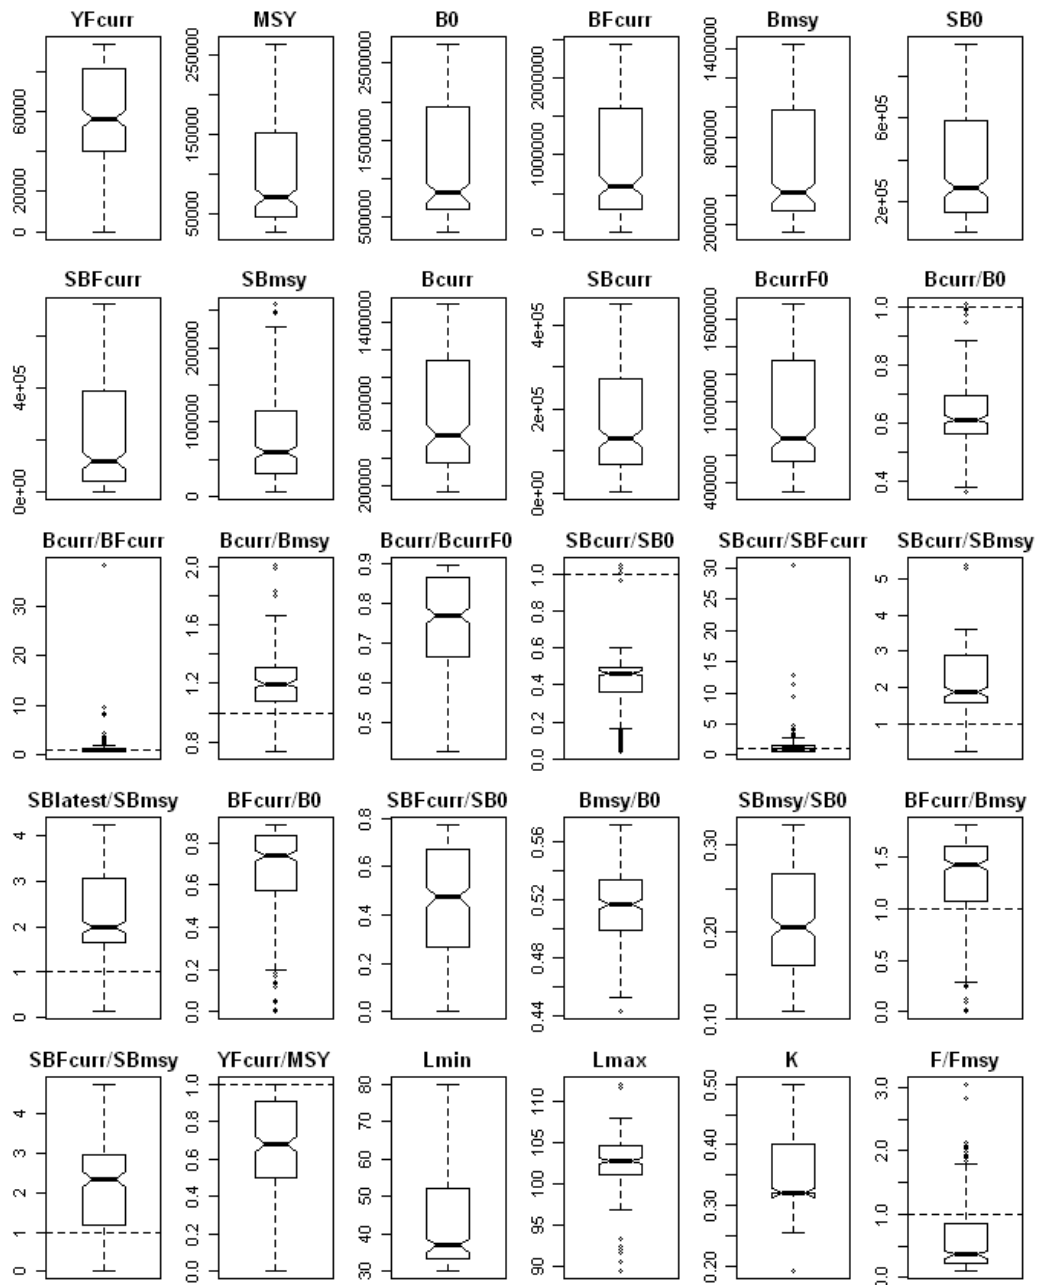 YFcurr MSY B0 BFcurr Bmsy SB0
0 20000 60000
50000 150000 250000
500000 1500000 2500000
0 1000000 2000000
200000 800000 1400000
2e+05 6e+05
SBFcurr SBmsy Bcurr SBcurr BcurrF0 Bcurr/B0
0e+00 4e+05
0 100000 200000
200000 800000 1400000
0e+00 2e+05 4e+05
400000 1000000 1600000
0.4 0.6 0.8 1.0
Bcurr/BFcurr Bcurr/Bmsy Bcurr/BcurrF0 SBcurr/SB0 SBcurr/SBFcurr SBcurr/SBmsy
0 10 20 30
0.8 1.2 1.6 2.0
0.5 0.6 0.7 0.8 0.9
0.0 0.2 0.4 0.6 0.8 1.0
0 5 10 15 20 25 30
1 2 3 5
SBlatest/SBmsy BFcurr/B0 SBFcurr/SB0 Bmsy/B0 SBmsy/SB0 BFcurr/Bmsy
0 1 2 3 4
0.0 0.2 0.4 0.6 0.8
0.0 0.2 0.4 0.6 0.8
0.44 0.48 0.52 0.56
0.10 0.20 0.30
0.0 0.5 1.0 1.5
SBFcurr/SBmsy YFcurr/MSY Lmin Lmax K F/Fmsy
0 1 2 3 4
0.0 0.2 0.4 0.6 0.8 1.0
30 40 50 60 70 80
90 95 100 105 110
0.20 0.30 0.40 0.50
0.0 1.0 2.0 3.0